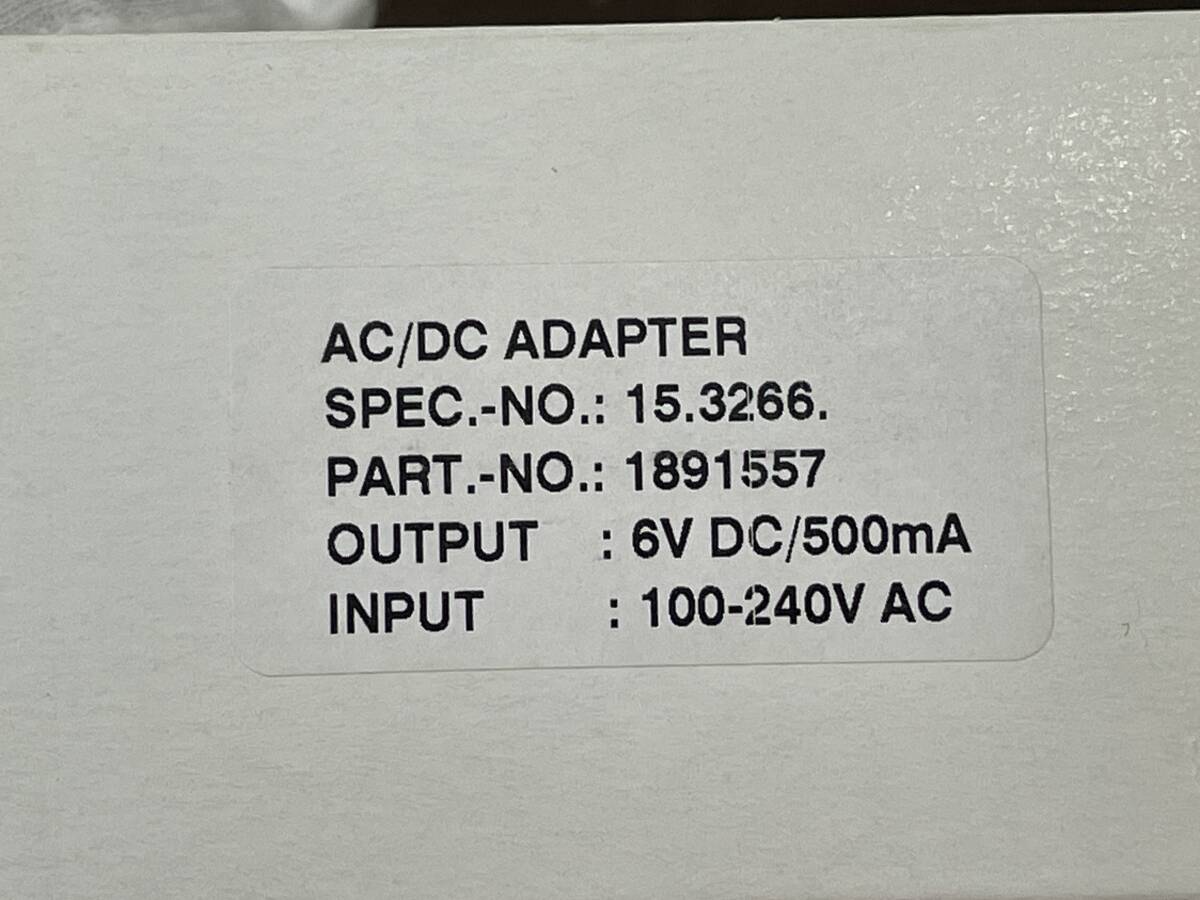 AC/DC ADAPTER
SPEC.-NO.: 15.3266.
PART.-NO.: 1891557
OUTPUT : 6V DC/500mA
INPUT : 100-240V AC